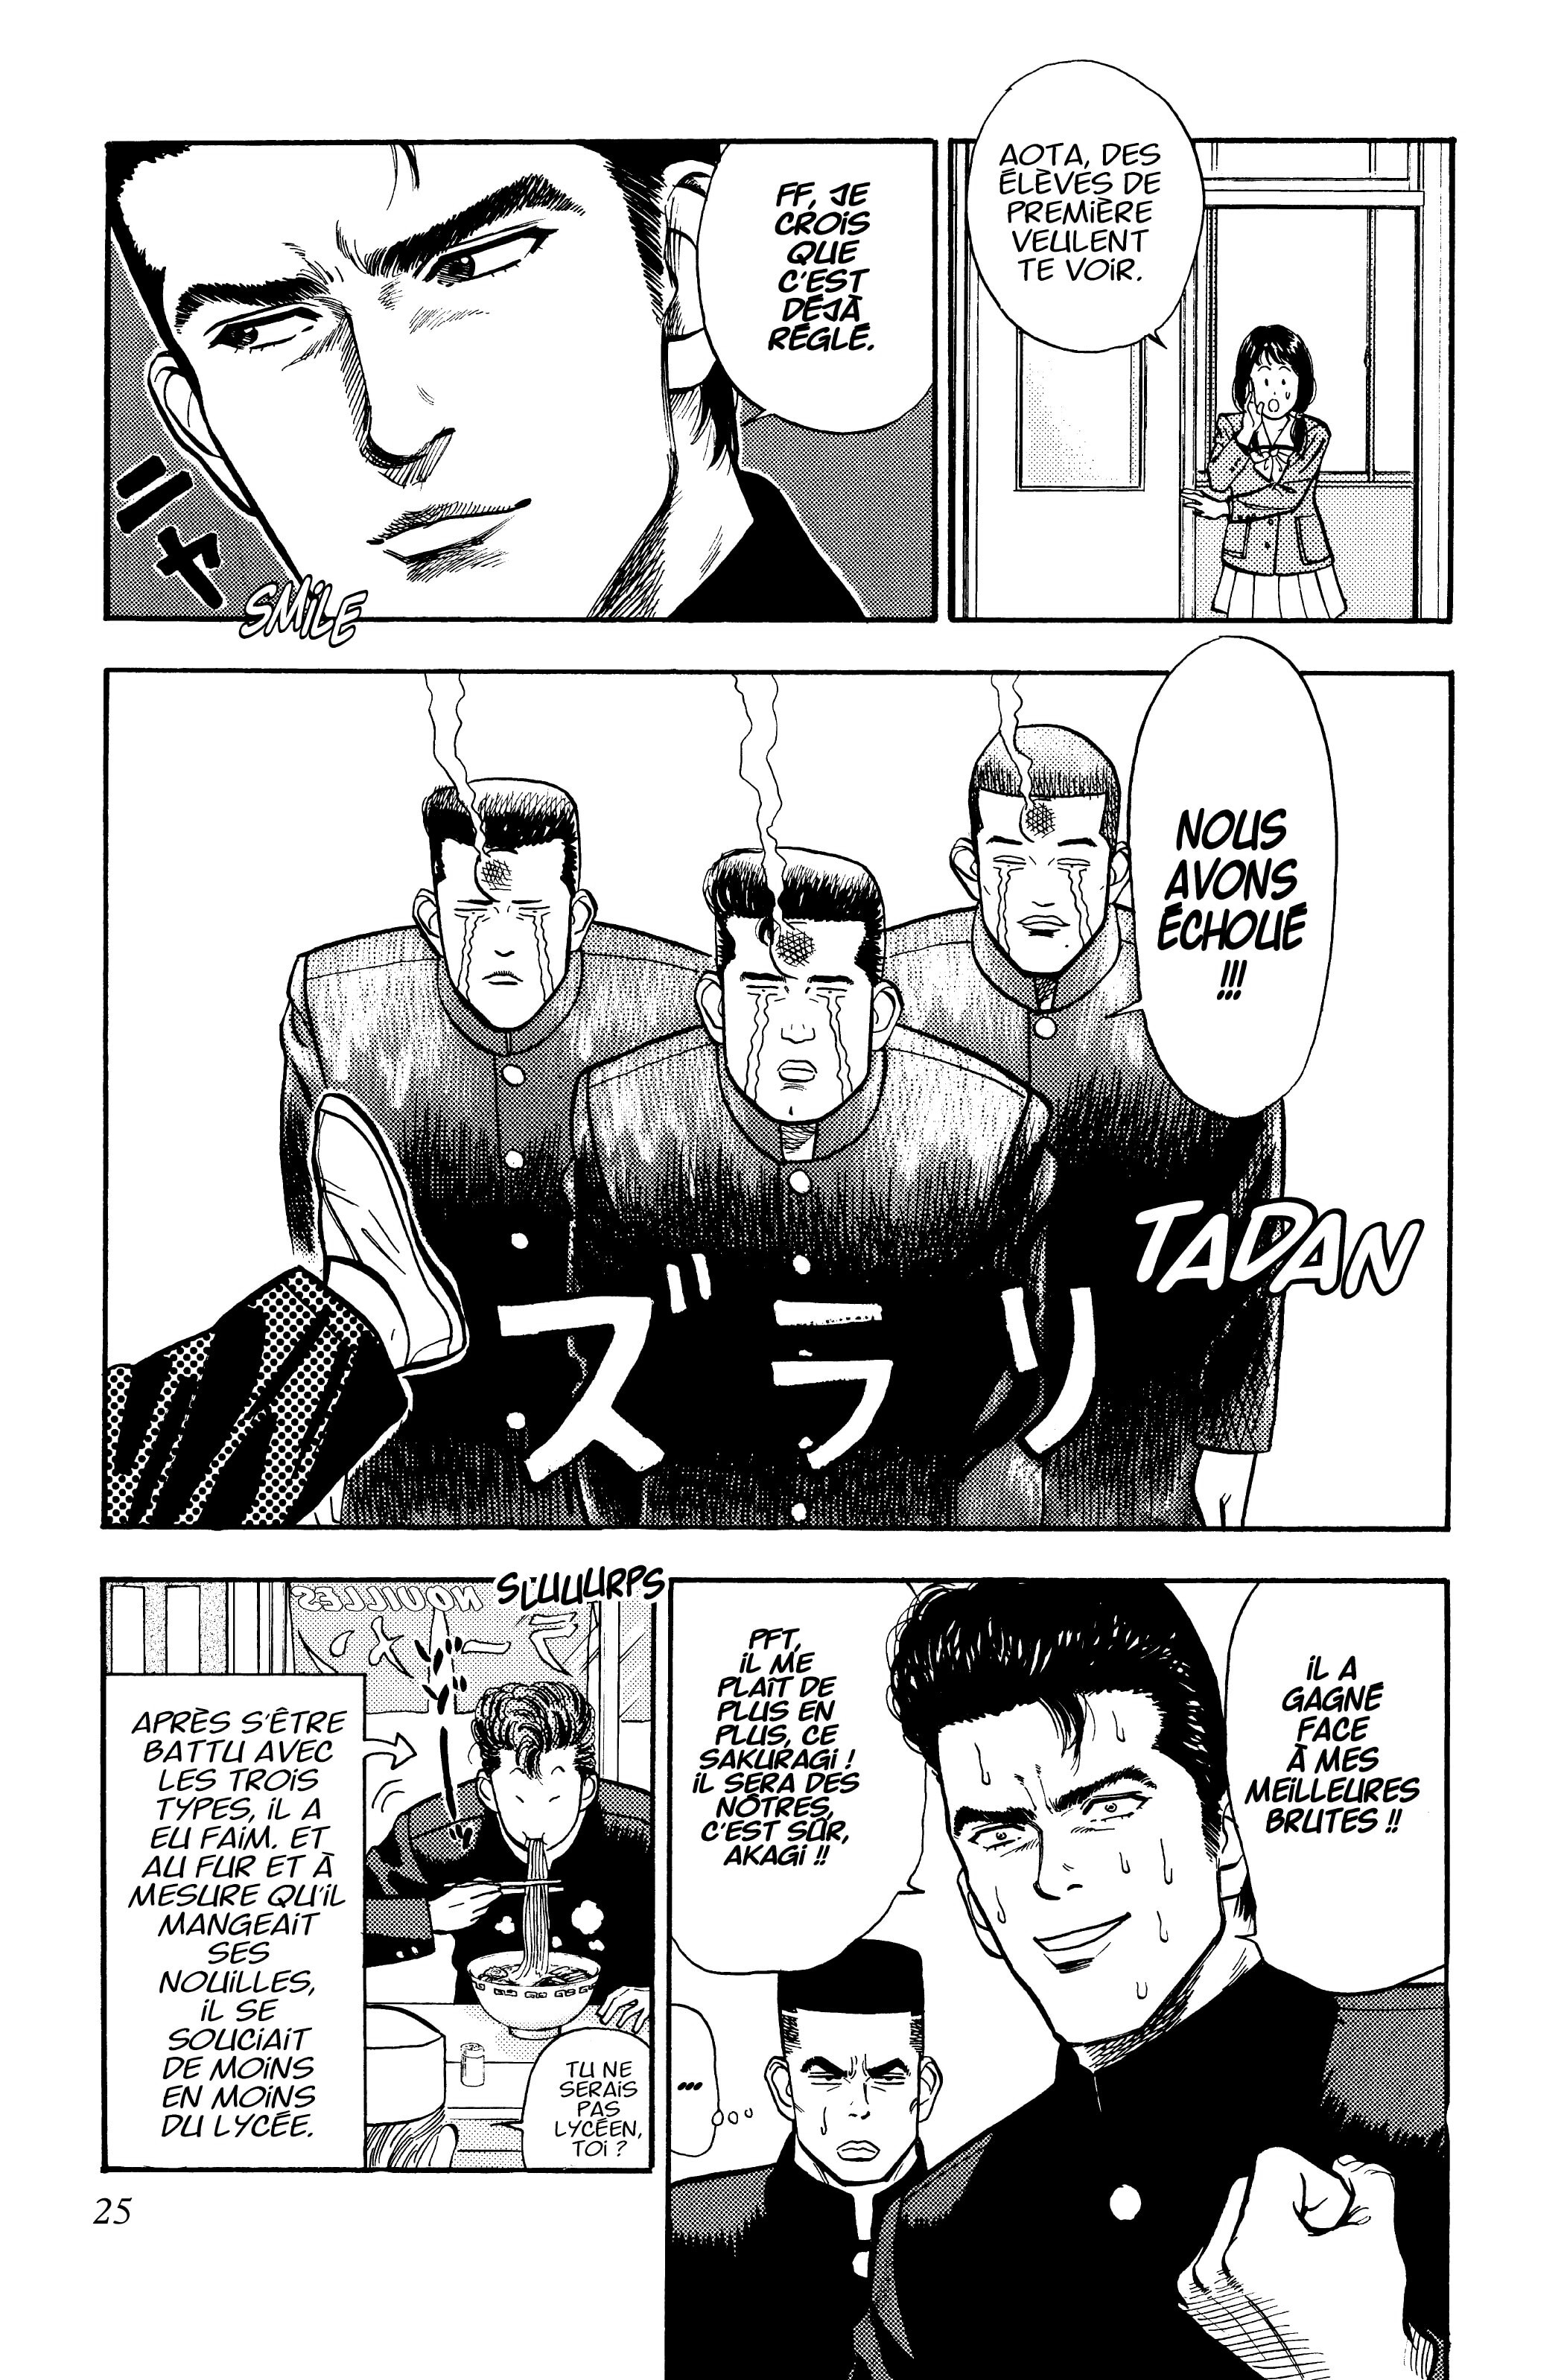 AOTA, DES
ÉLÈVES DE
PREMIÈRE
VEULENT
TE VOIR.
FF, JE
CROIS
QUE
C'EST
DÉJÀ
RÉGLÉ.
ニヤ
SMILE
NOUS
AVONS
ÉCHOUÉ
!!!
TADAN
ズラリ
IL A
GAGNÉ
FACE
À MES
MEILLEURES
BRUTES !!
PFT,
IL ME
PLAÎT DE
PLUS EN
PLUS, CE
SAKURAGI !
IL SERA DES
NÔTRES,
C'EST SÛR,
AKAGI !!
...
SLUUURPS
NOUILLES
ラーメン
APRÈS S'ÊTRE
BATTU AVEC
LES TROIS
TYPES, IL A
EU FAIM. ET
AU FUR ET À
MESURE QU'IL
MANGEAIT
SES
NOUILLES,
IL SE
SOUCIAIT
DE MOINS
EN MOINS
DU LYCÉE.
TU NE
SERAIS
PAS
LYCÉEN,
TOI ?
25